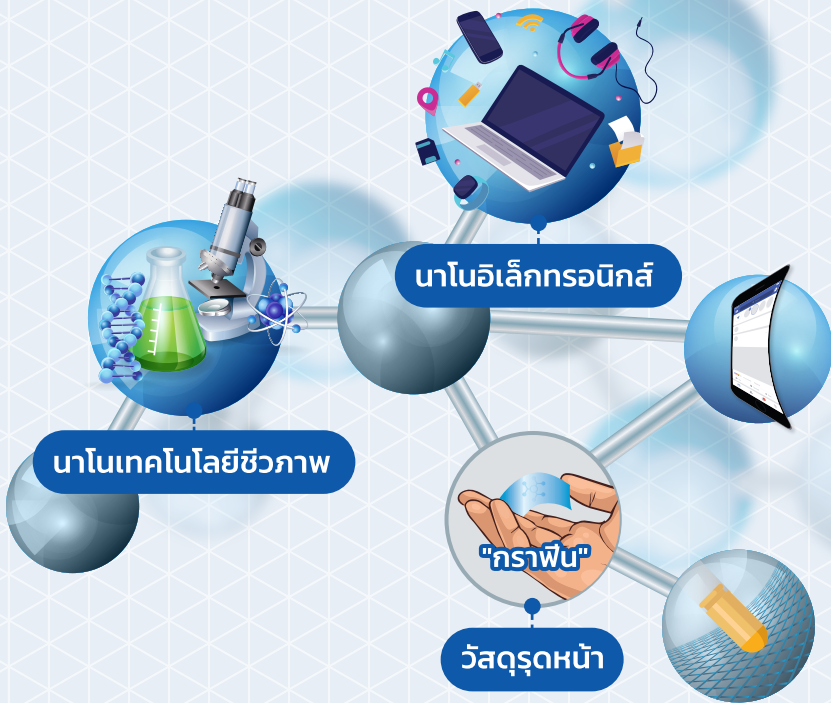 นาโนอิเล็กทรอนิกส์
นาโนเทคโนโลยีชีวภาพ
"กราฟีน"
วัสดุรุดหน้า